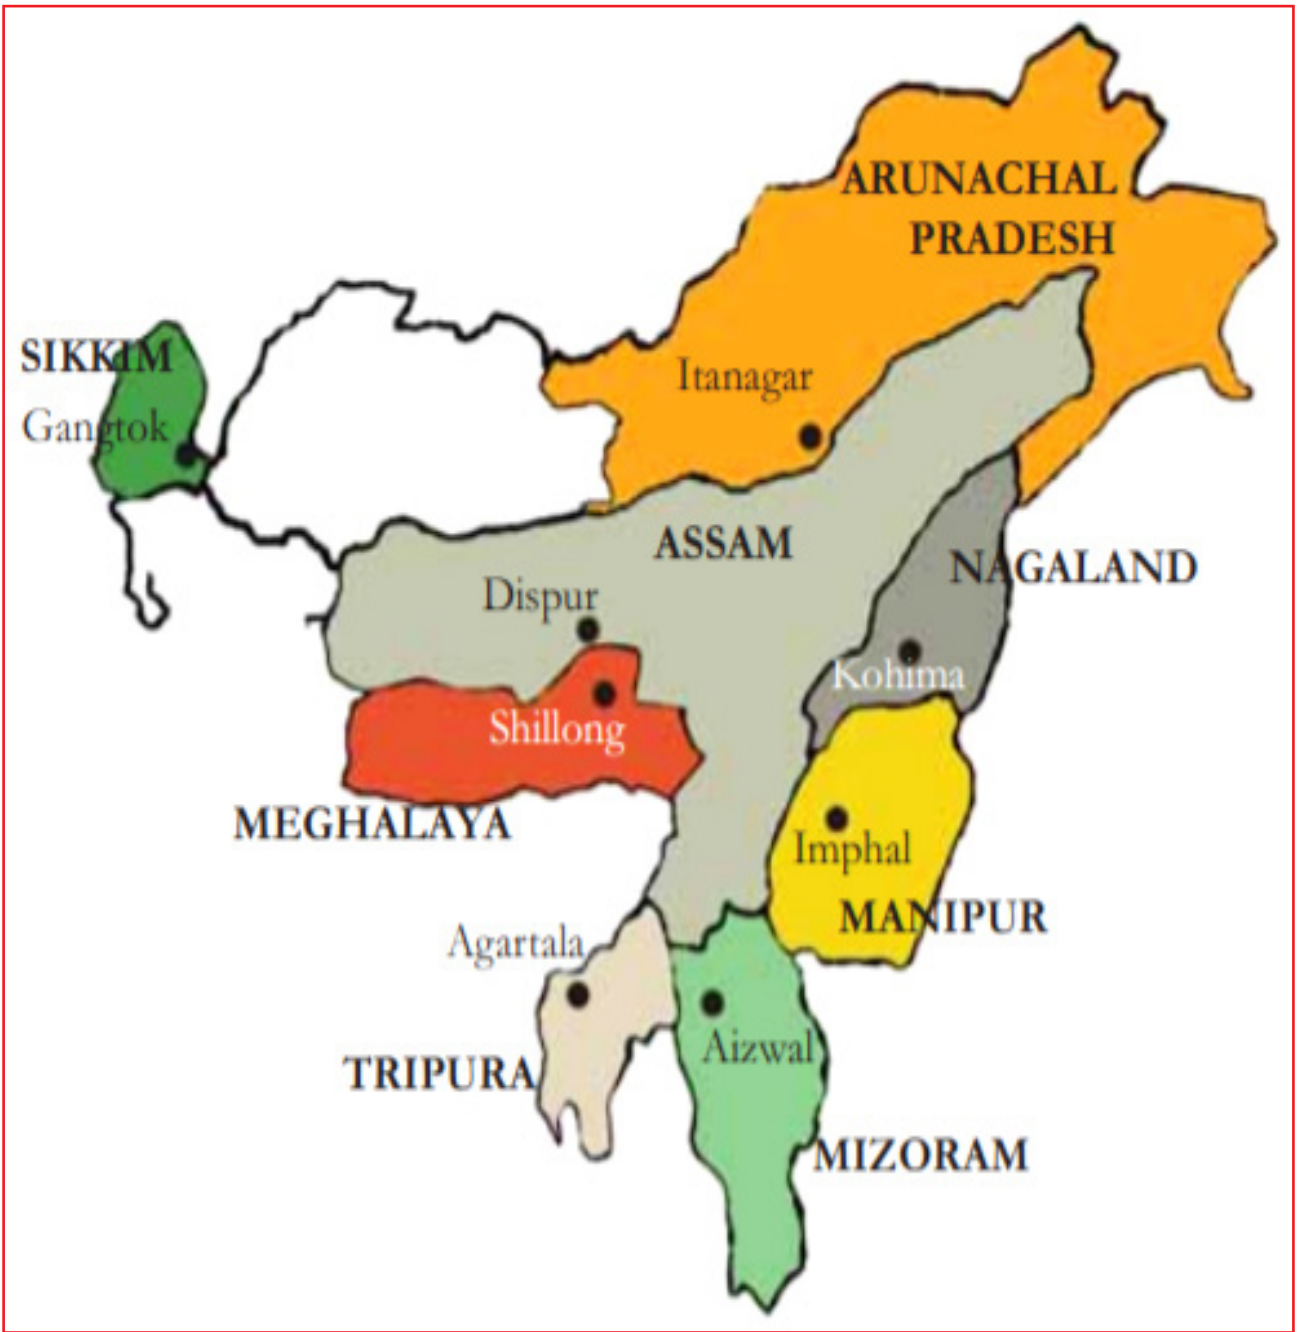 ARUNACHAL
PRADESH
SIKKIM
Gangtok
Itanagar
ASSAM
NAGALAND
Dispur
Kohima
Shillong
MEGHALAYA
Imphal
MANIPUR
Agartala
Aizwal
TRIPURA
MIZORAM